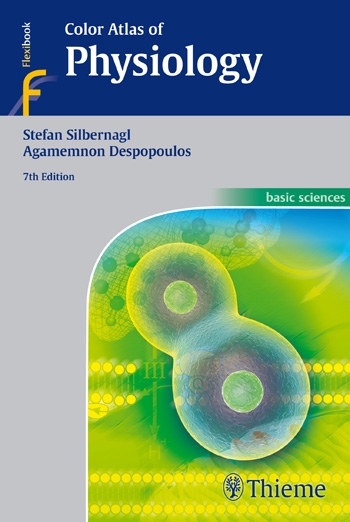 Flexibook
f
Color Atlas of
Physiology
Stefan Silbernagl
Agamemnon Despopoulos
7th Edition
basic sciences
Thieme